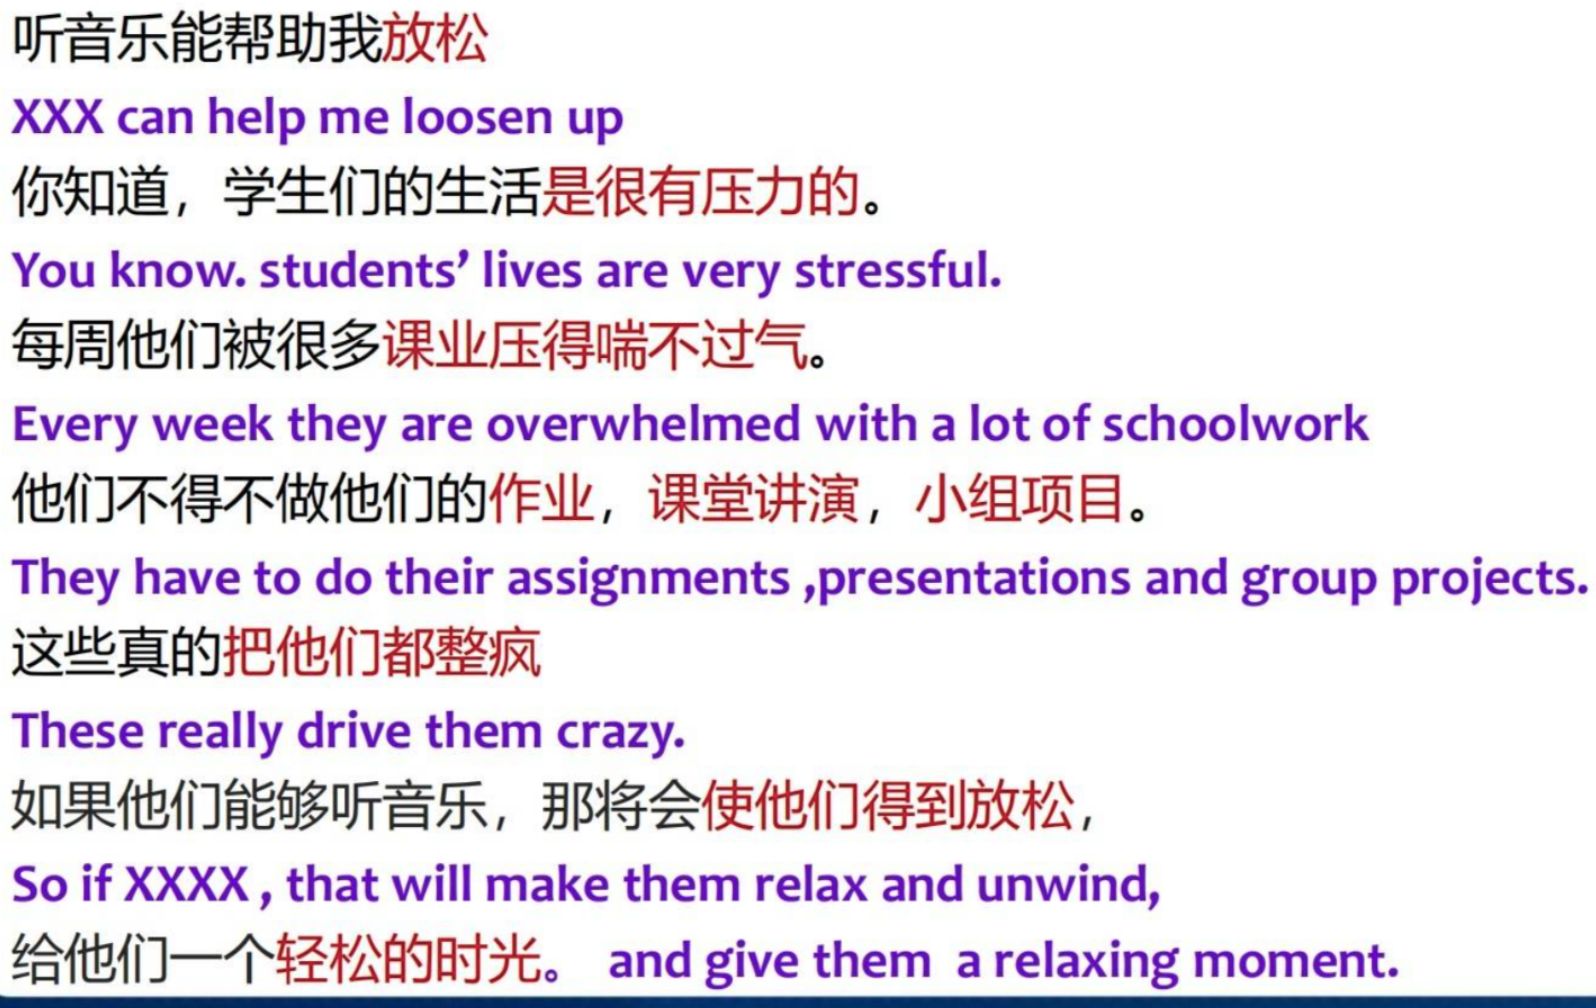 听音乐能帮助我放松
XXX can help me loosen up
你知道，学生们的生活是很有压力的。
You know. students’ lives are very stressful.
每周他们被很多课业压得喘不过气。
Every week they are overwhelmed with a lot of schoolwork
他们不得不做他们的作业，课堂讲演，小组项目。
They have to do their assignments ,presentations and group projects.
这些真的把他们都整疯
These really drive them crazy.
如果他们能够听音乐，那将会使他们得到放松，
So if XXXX , that will make them relax and unwind,
给他们一个轻松的时光。 and give them a relaxing moment.